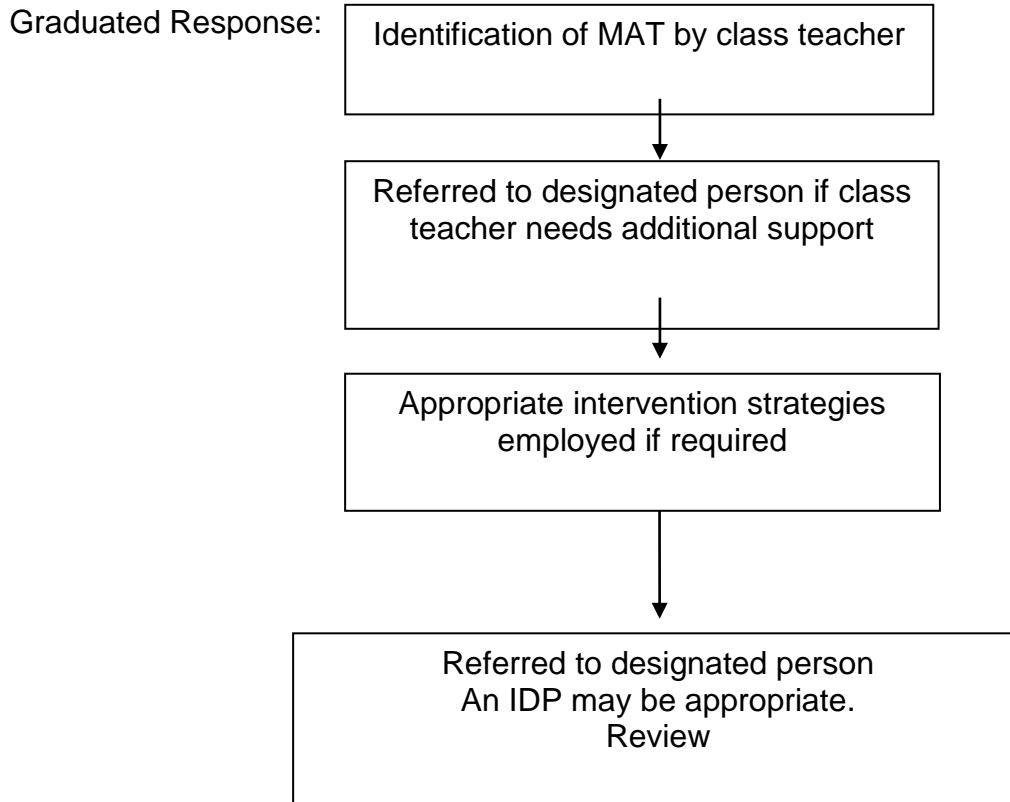 Graduated Response:
Identification of MAT by class teacher
Referred to designated person if class
teacher needs additional support
Appropriate intervention strategies
employed if required
Referred to designated person
An IDP may be appropriate.
Review